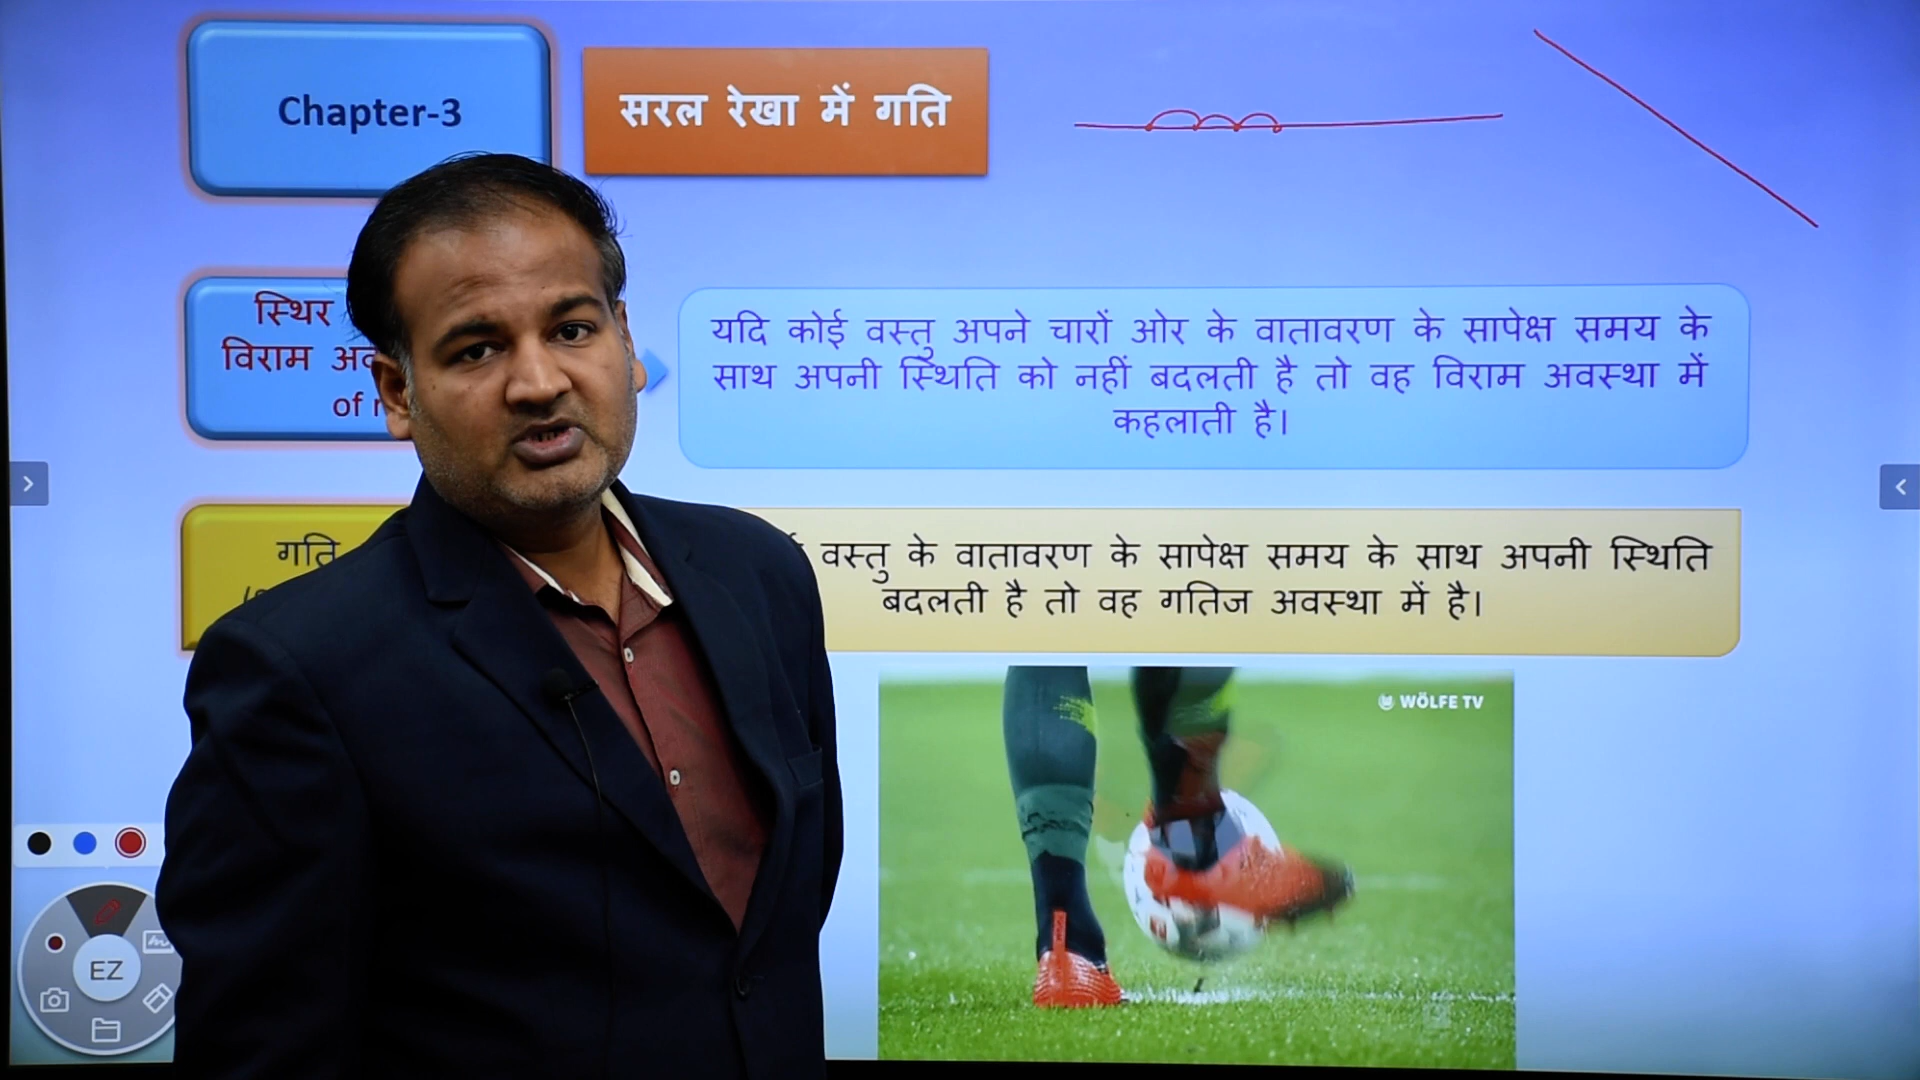 Chapter-3
सरल रेखा में गति
स्थिर
विराम
of
यदि कोई वस्तु अपने चारों ओर के वातावरण के सापेक्ष समय के
साथ अपनी स्थिति को नहीं बदलती है तो वह विराम अवस्था में
कहलाती है।
गति
वस्तु के वातावरण के सापेक्ष समय के साथ अपनी स्थिति
बदलती है तो वह गतिज अवस्था में है।
WÖLFE TV
EZ